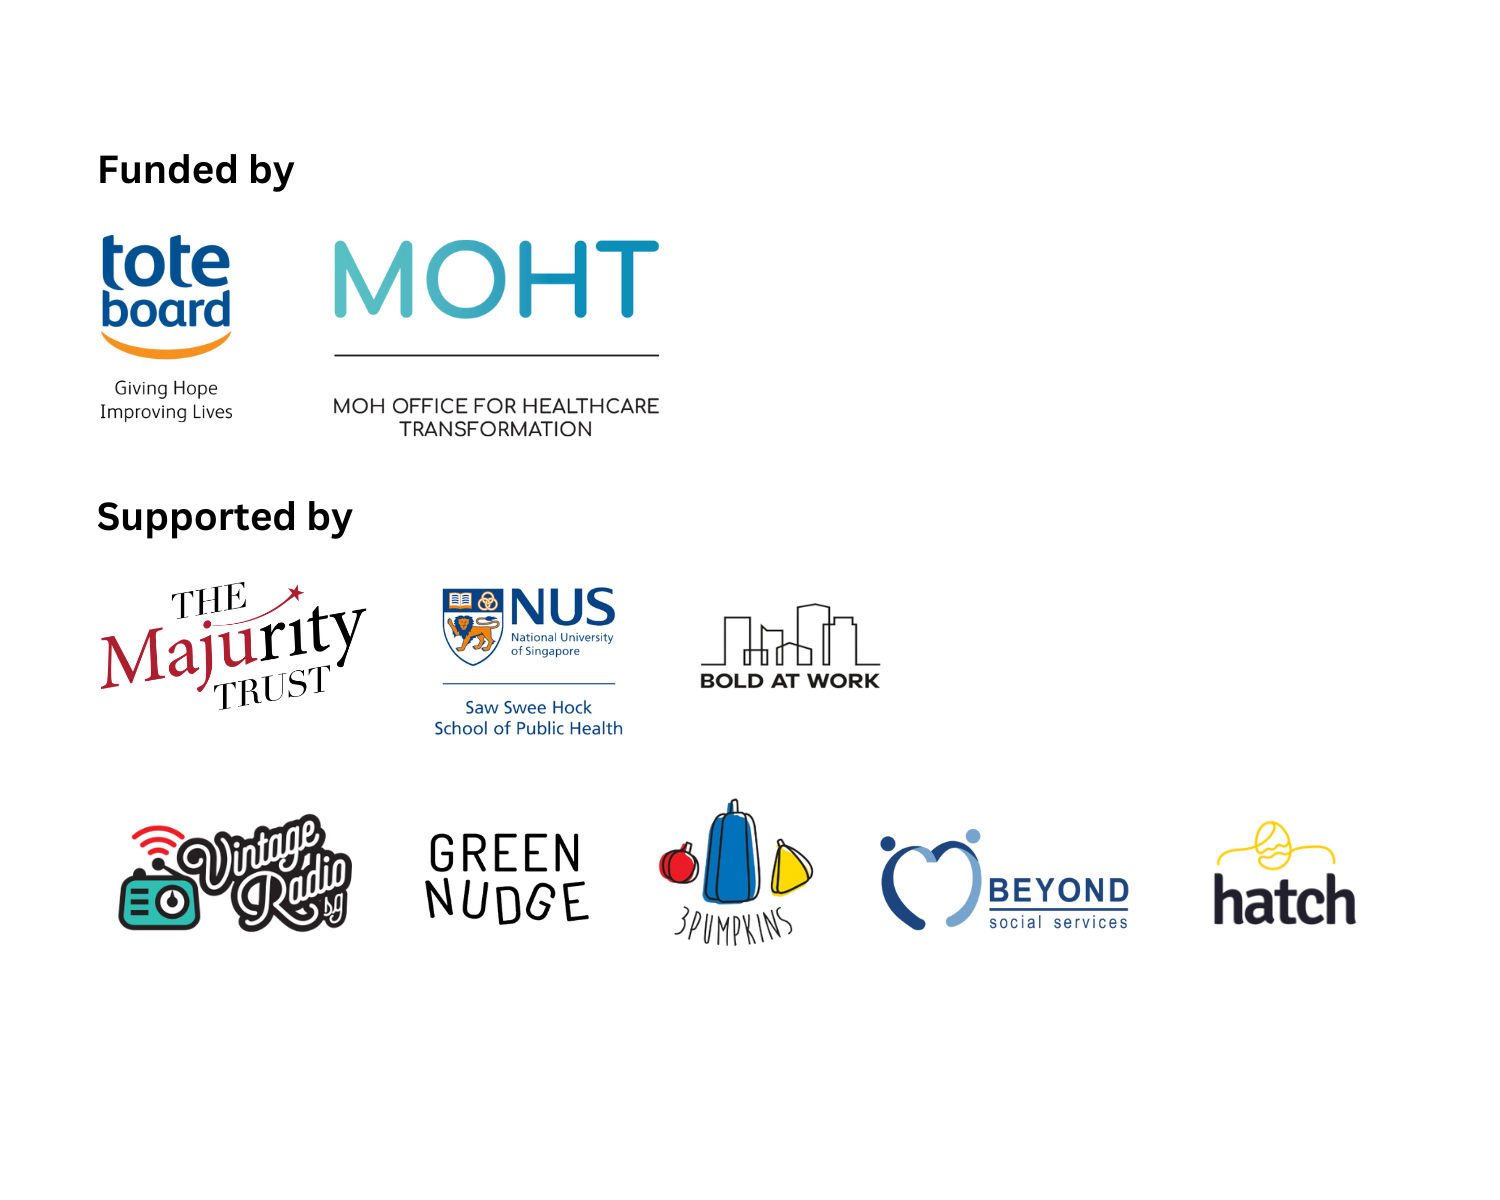 Funded by
tote
board
Giving Hope
Improving Lives
MOHT
MOH OFFICE FOR HEALTHCARE
TRANSFORMATION
Supported by
THE
Majurity
TRUST
NUS
National University
of Singapore
Saw Swee Hock
School of Public Health
BOLD AT WORK
Vintage
Radio
sg
GREEN
NUDGE
3PUMPKINS
BEYOND
social services
hatch